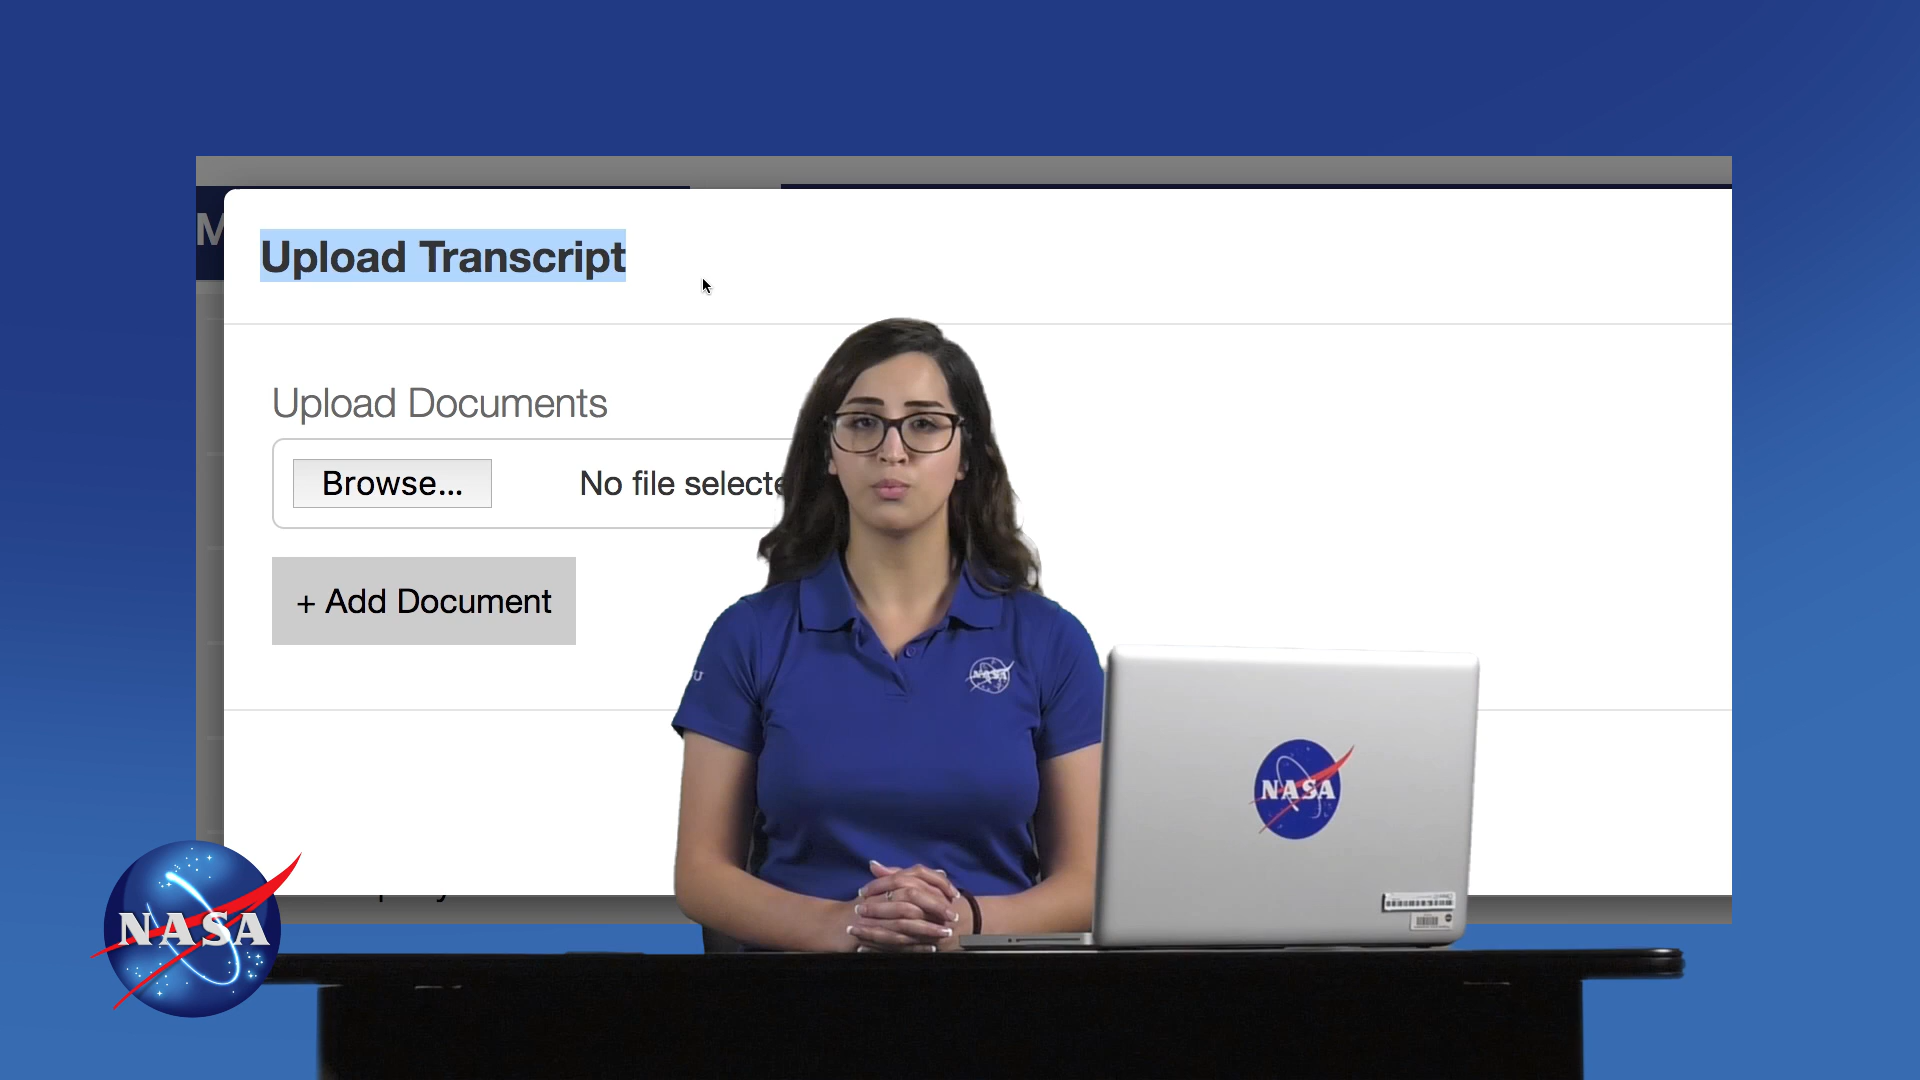 M
Upload Transcript
Upload Documents
Browse...
No file selecte
+ Add Document
U
NASA
NASA
NASA